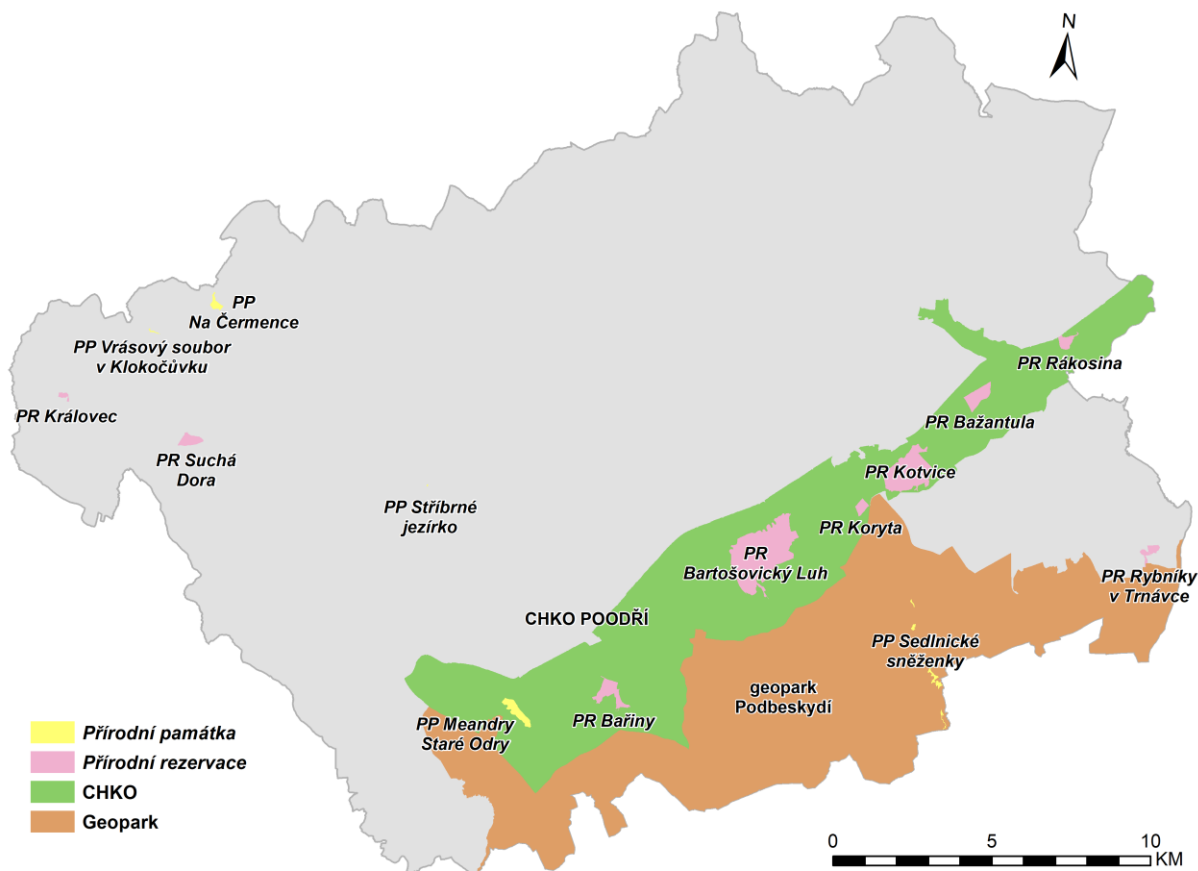 N
PP
Na Čermence
PP Vrásový soubor
v Klokočůvku
PR Královec
PR Suchá
Dora
PP Stříbrné
jezírko
PR Rákosina
PR Bažantula
PR Kotvice
PR Koryta
PR
Bartošovický Luh
PR Rybníky
v Trnávce
CHKO POODŘÍ
PP Sedlnické
sněženky
geopark
Podbeskydí
PR Bařiny
PP Meandry
Staré Odry
Přírodní památka
Přírodní rezervace
CHKO
Geopark
0 5 10
KM